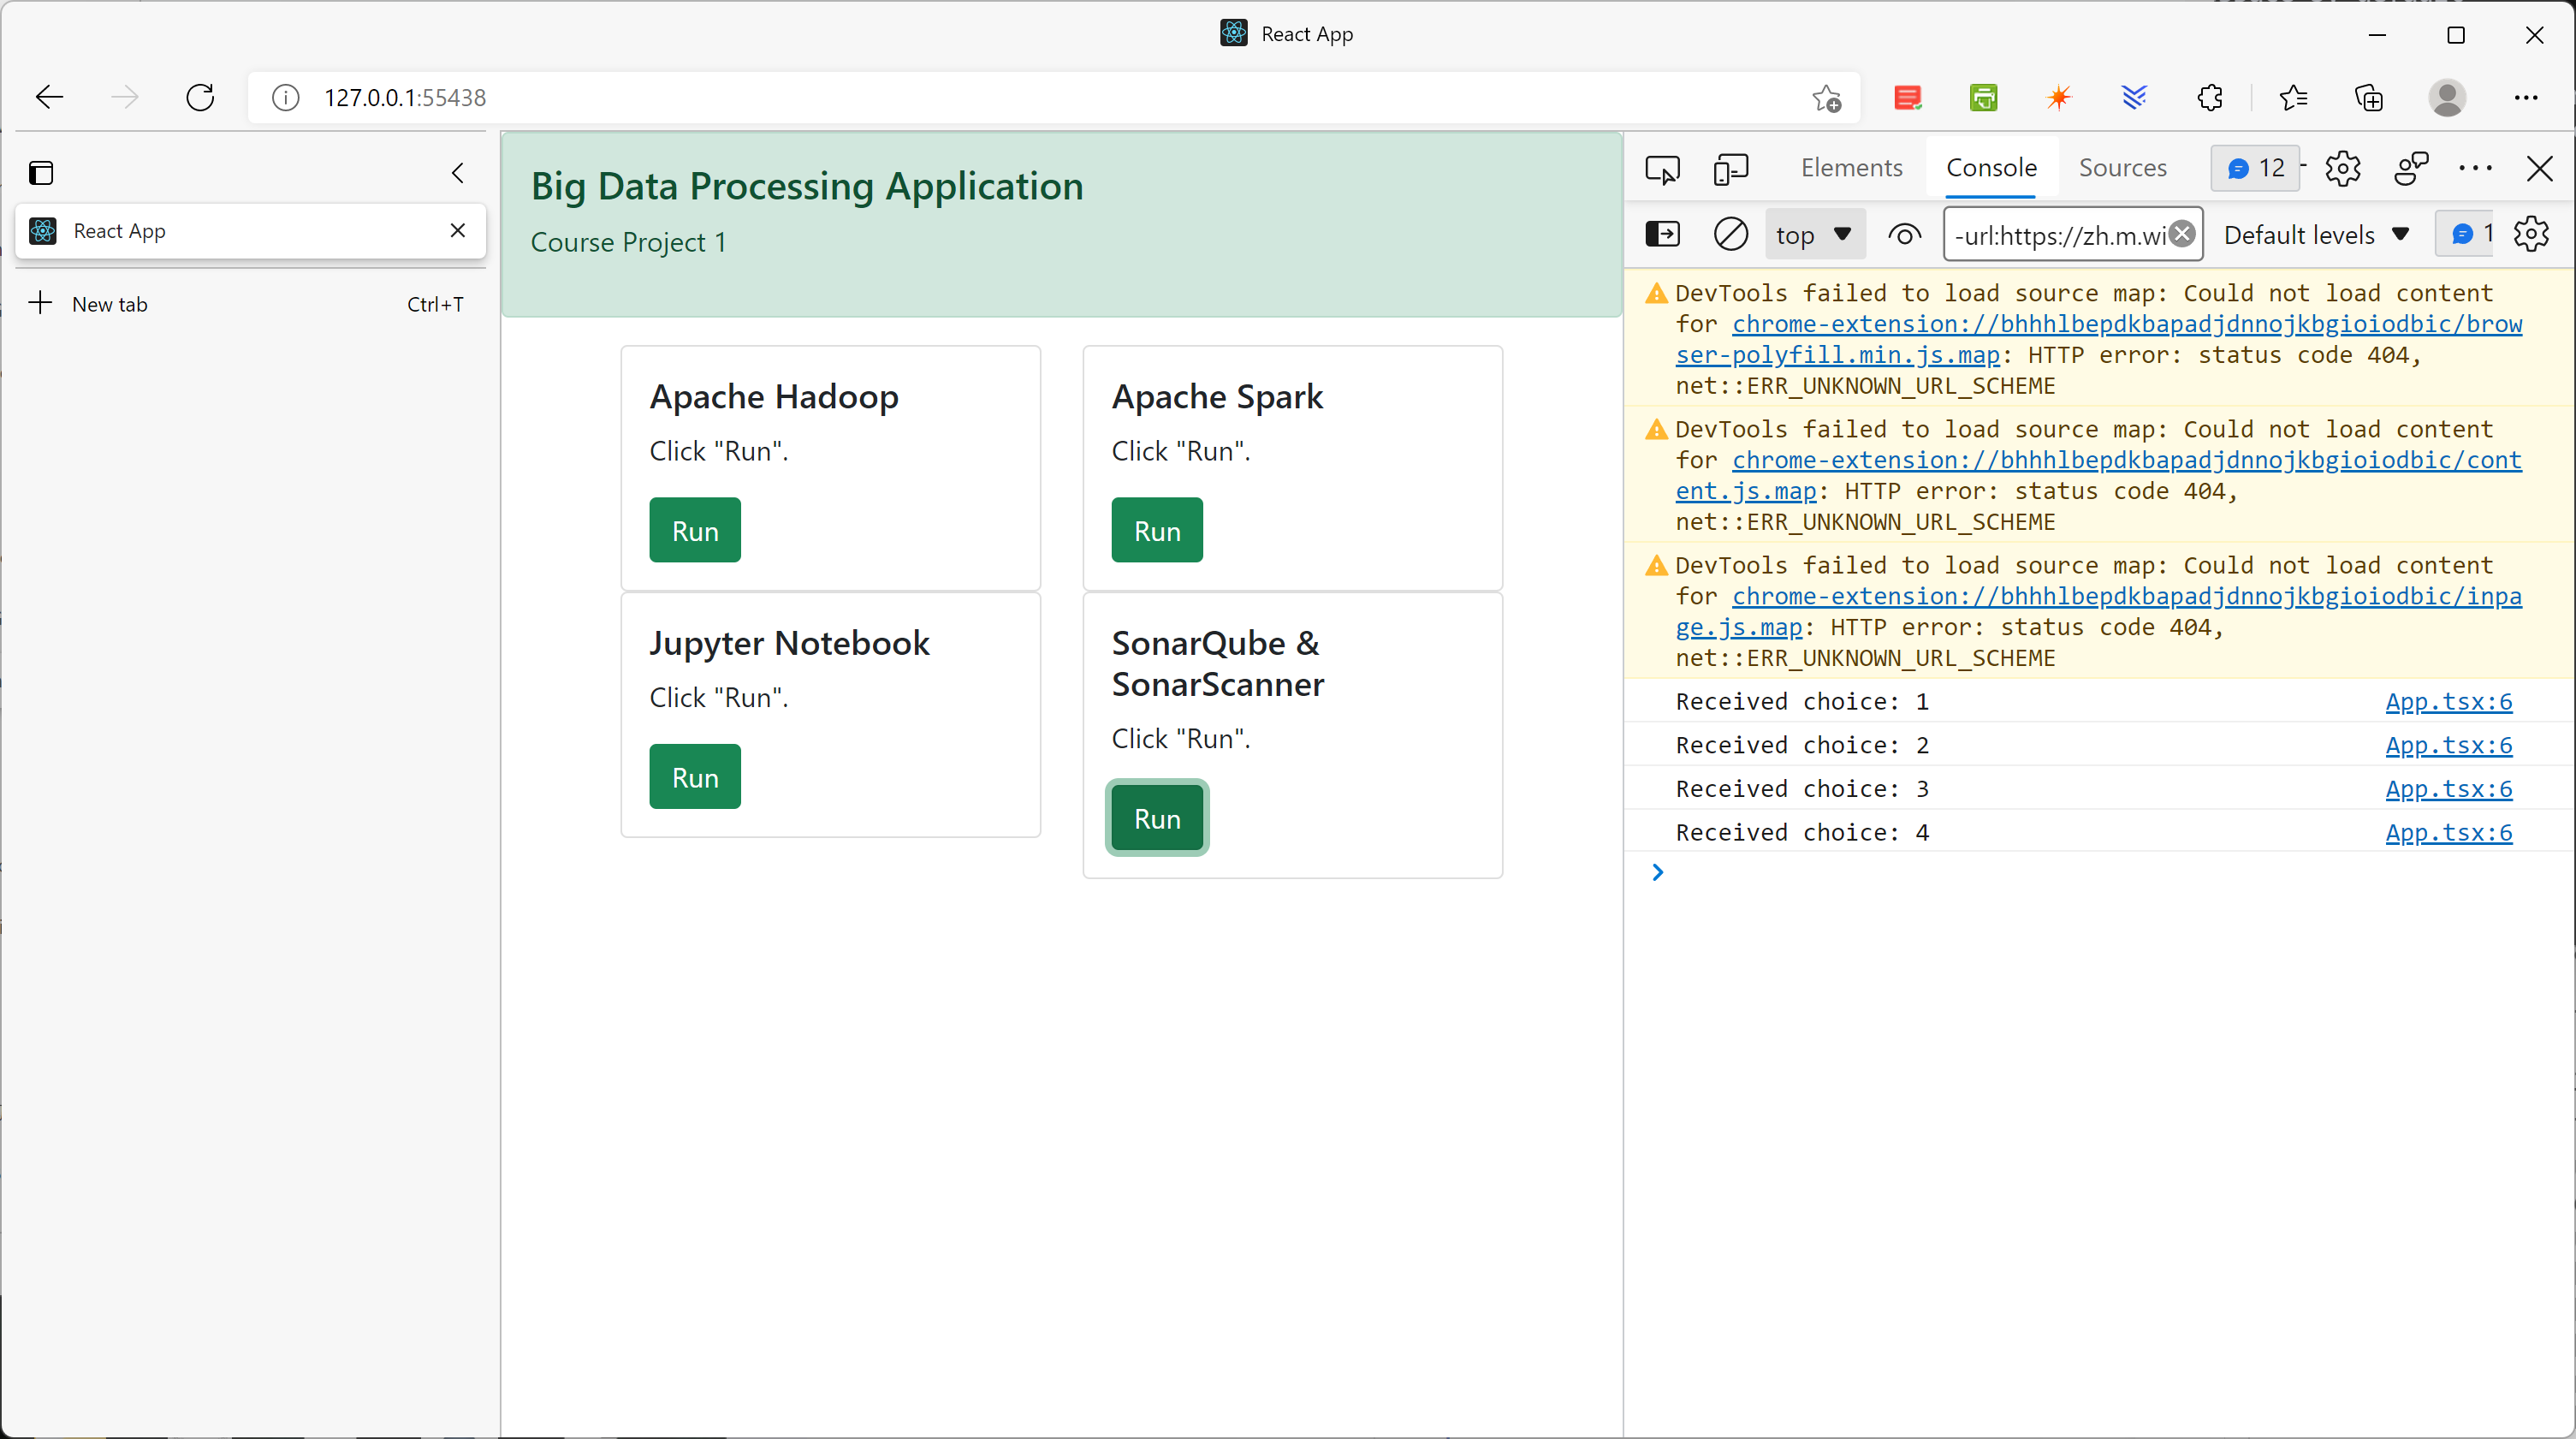 React App
127.0.0.1:55438
React App
New tab Ctrl+T
Big Data Processing Application
Course Project 1
Apache Hadoop
Click "Run".
Run
Apache Spark
Click "Run".
Run
Jupyter Notebook
Click "Run".
Run
SonarQube &
SonarScanner
Click "Run".
Run
Elements Console Sources 12
top -url:https://zh.m.wi Default levels 1
DevTools failed to load source map: Could not load content
for chrome-extension://bhhhlbepdkbapadjdnnojkbgioiodbic/brow
ser-polyfill.min.js.map: HTTP error: status code 404,
net::ERR_UNKNOWN_URL_SCHEME
DevTools failed to load source map: Could not load content
for chrome-extension://bhhhlbepdkbapadjdnnojkbgioiodbic/cont
ent.js.map: HTTP error: status code 404,
net::ERR_UNKNOWN_URL_SCHEME
DevTools failed to load source map: Could not load content
for chrome-extension://bhhhlbepdkbapadjdnnojkbgioiodbic/inpa
ge.js.map: HTTP error: status code 404,
net::ERR_UNKNOWN_URL_SCHEME
Received choice: 1 App.tsx:6
Received choice: 2 App.tsx:6
Received choice: 3 App.tsx:6
Received choice: 4 App.tsx:6